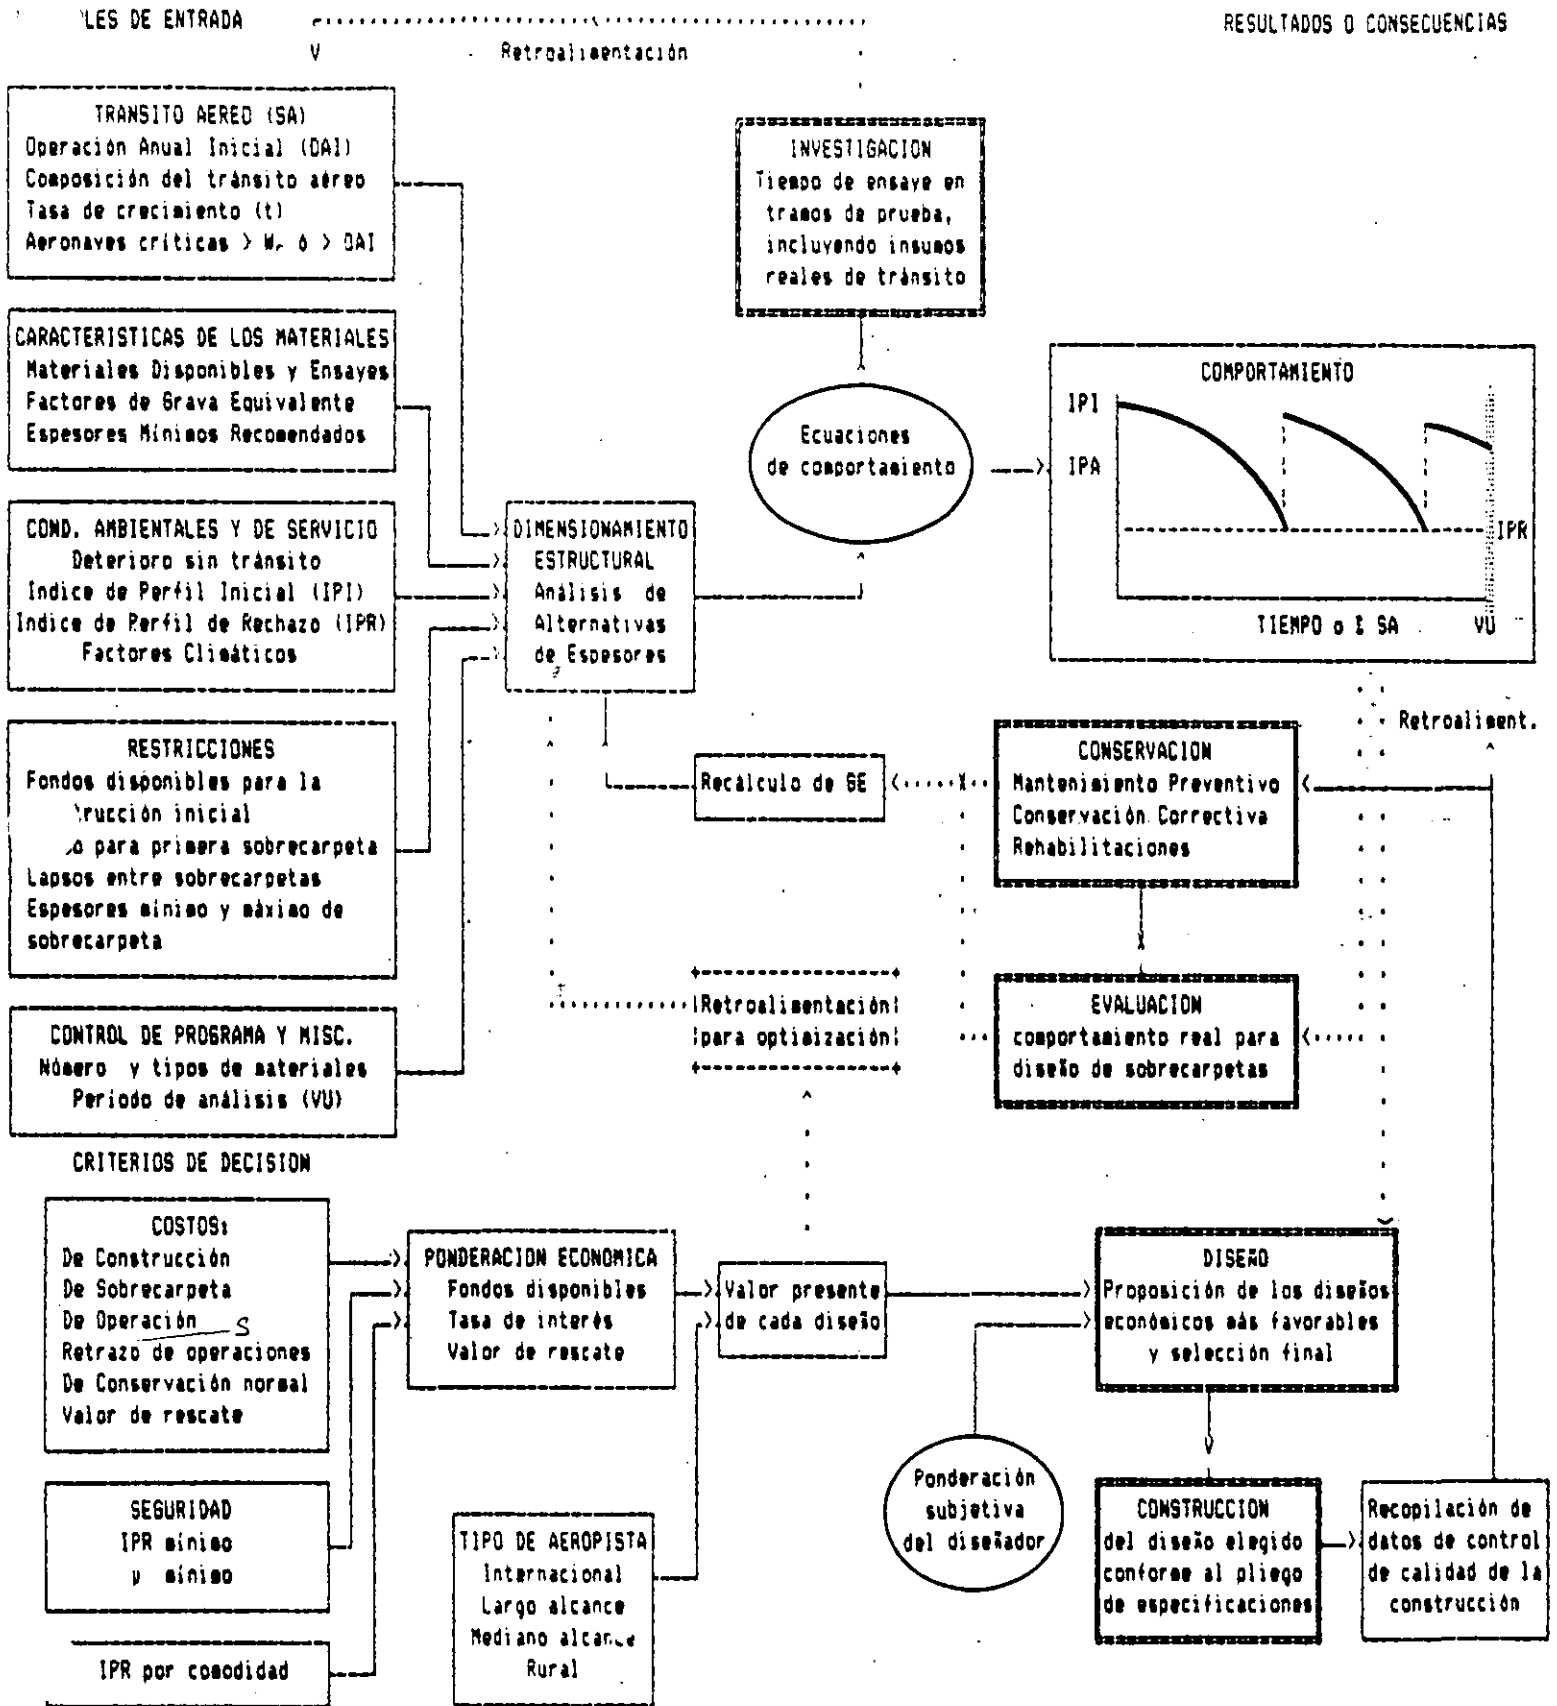 LES DE ENTRADA
RESULTADOS O CONSECUENCIAS
V
Retroalimentación
TRANSITO AEREO (SA)
Operación Anual Inicial (OAI)
Composición del tránsito aéreo
Tasa de crecimiento (t)
Aeronaves críticas > W. ó > OAI
INVESTIGACION
Tiempo de ensaye en
tramos de prueba,
incluyendo insumos
reales de tránsito
CARACTERISTICAS DE LOS MATERIALES
Materiales Disponibles y Ensayes
Factores de Grava Equivalente
Espesores Mínimos Recomendados
Ecuaciones
de comportamiento
COMPORTAMIENTO
IPI
IPA
IPR
TIEMPO o Σ SA
VU
COND. AMBIENTALES Y DE SERVICIO
Deterioro sin tránsito
Indice de Perfil Inicial (IPI)
Indice de Perfil de Rechazo (IPR)
Factores Climáticos
DIMENSIONAMIENTO
ESTRUCTURAL
Análisis de
Alternativas
de Espesores
RESTRICCIONES
Fondos disponibles para la
rucción inicial
o para primera sobrecarpeta
Lapsos entre sobrecarpetas
Espesores mínimo y máximo de
sobrecarpeta
Recálculo de GE
CONSERVACION
Mantenimiento Preventivo
Conservación Correctiva
Rehabilitaciones
Retroaliment.
CONTROL DE PROGRAMA Y MISC.
Número y tipos de materiales
Periodo de análisis (VU)
Retroalimentación
para optimización
EVALUACION
comportamiento real para
diseño de sobrecarpetas
CRITERIOS DE DECISION
COSTOS:
De Construcción
De Sobrecarpeta
De Operación
Retrazo de operaciones
S
De Conservación normal
Valor de rescate
PONDERACION ECONOMICA
Fondos disponibles
Tasa de interés
Valor de rescate
Valor presente
de cada diseño
DISEÑO
Proposición de los diseños
económicos más favorables
y selección final
SEGURIDAD
IPR mínimo
μ mínimo
IPR por comodidad
TIPO DE AEROPISTA
Internacional
Largo alcance
Mediano alcance
Rural
Ponderación
subjetiva
del diseñador
CONSTRUCCION
del diseño elegido
conforme al pliego
de especificaciones
Recopilación de
datos de control
de calidad de la
construcción